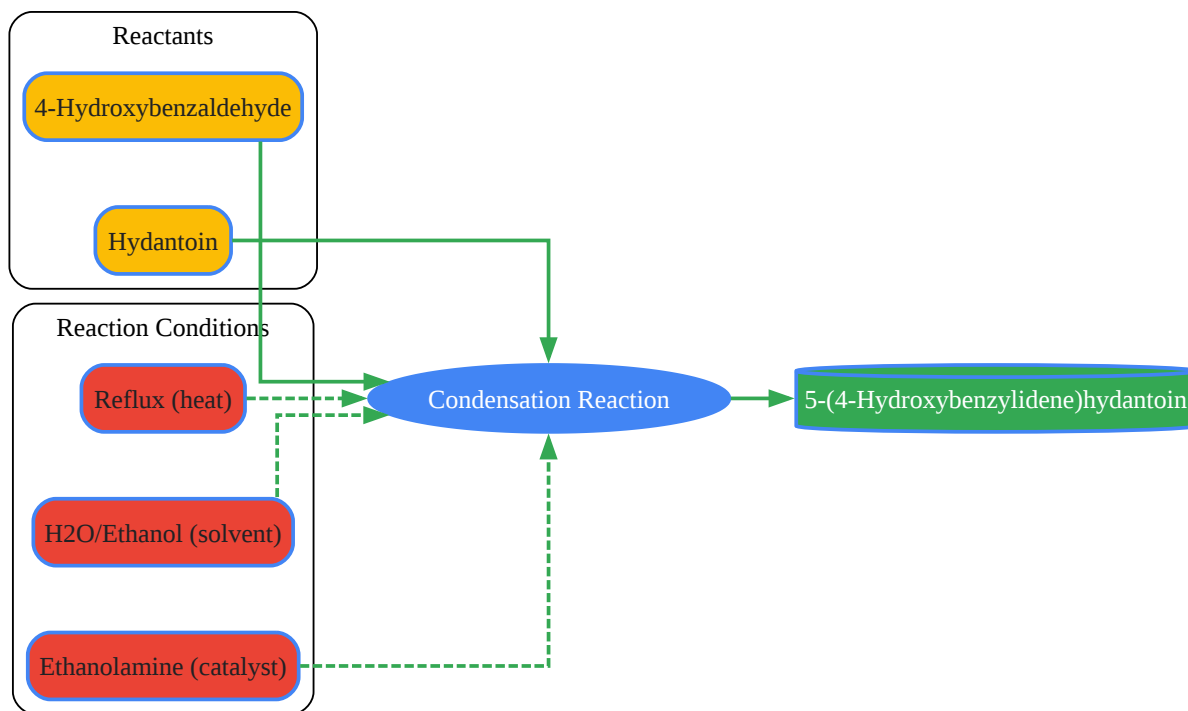 Reactants
4-Hydroxybenzaldehyde
Hydantoin
Reaction Conditions
Reflux (heat)
H2O/Ethanol (solvent)
Ethanolamine (catalyst)
Condensation Reaction
5-(4-Hydroxybenzylidene)hydantoin